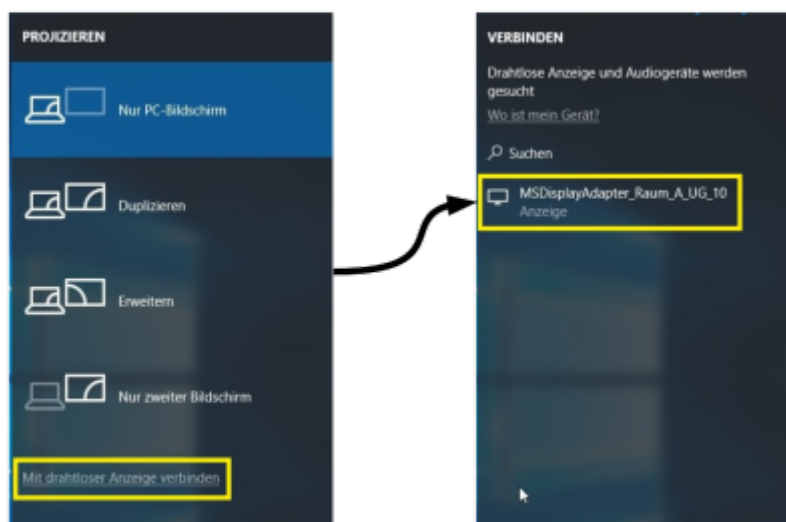 PROJIZIEREN
Nur PC-Bildschirm
Duplizieren
Erweitern
Nur zweiter Bildschirm
Mit drahtloser Anzeige verbinden
VERBINDEN
Drahtlose Anzeige und Audiogeräte werden
gesucht
Wo ist mein Gerät?
Suchen
MSDisplayAdapter_Raum_A_UG_10
Anzeige